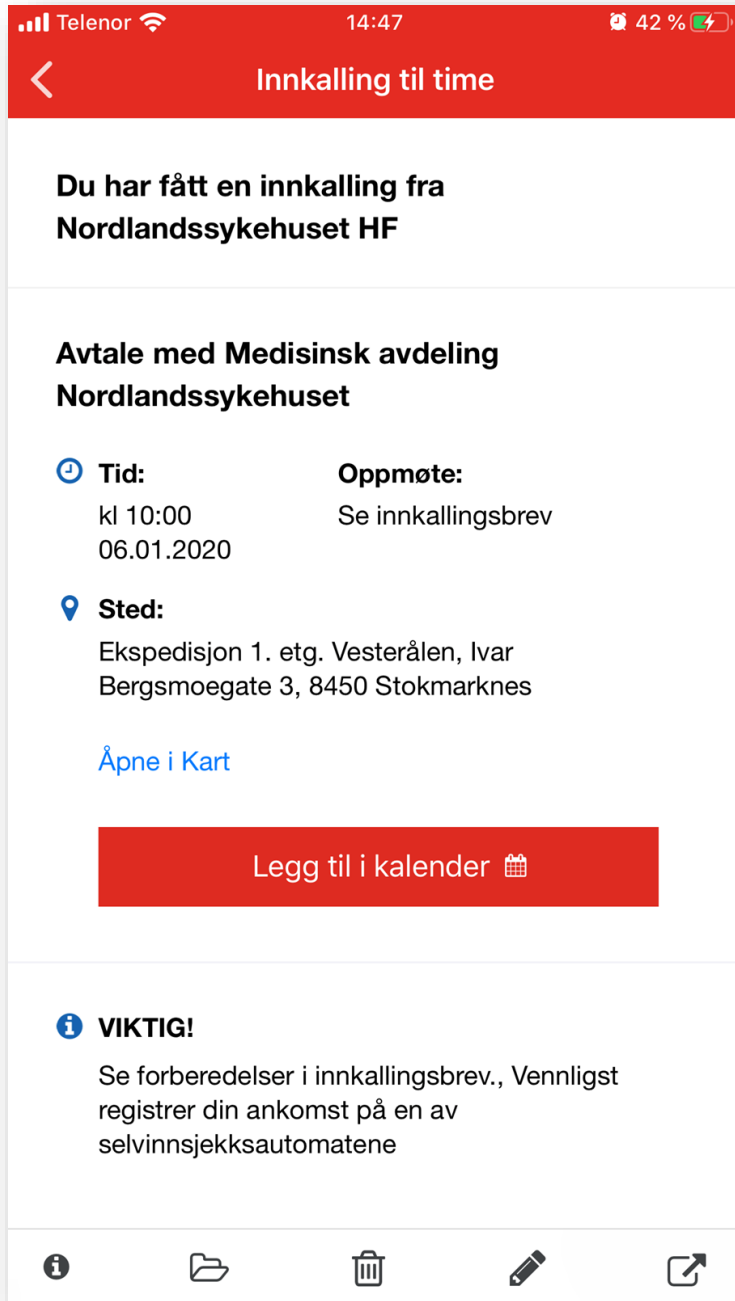 Telenor 14:47 42 %
Innkalling til time
Du har fått en innkalling fra
Nordlandssykehuset HF
Avtale med Medisinsk avdeling
Nordlandssykehuset
Tid: Oppmøte:
kl 10:00 Se innkallingsbrev
06.01.2020
Sted:
Ekspedisjon 1. etg. Vesterålen, Ivar
Bergsmoegate 3, 8450 Stokmarknes
Åpne i Kart
Legg til i kalender
VIKTIG!
Se forberedelser i innkallingsbrev., Vennligst
registrer din ankomst på en av
selvinnsjekksautomatene